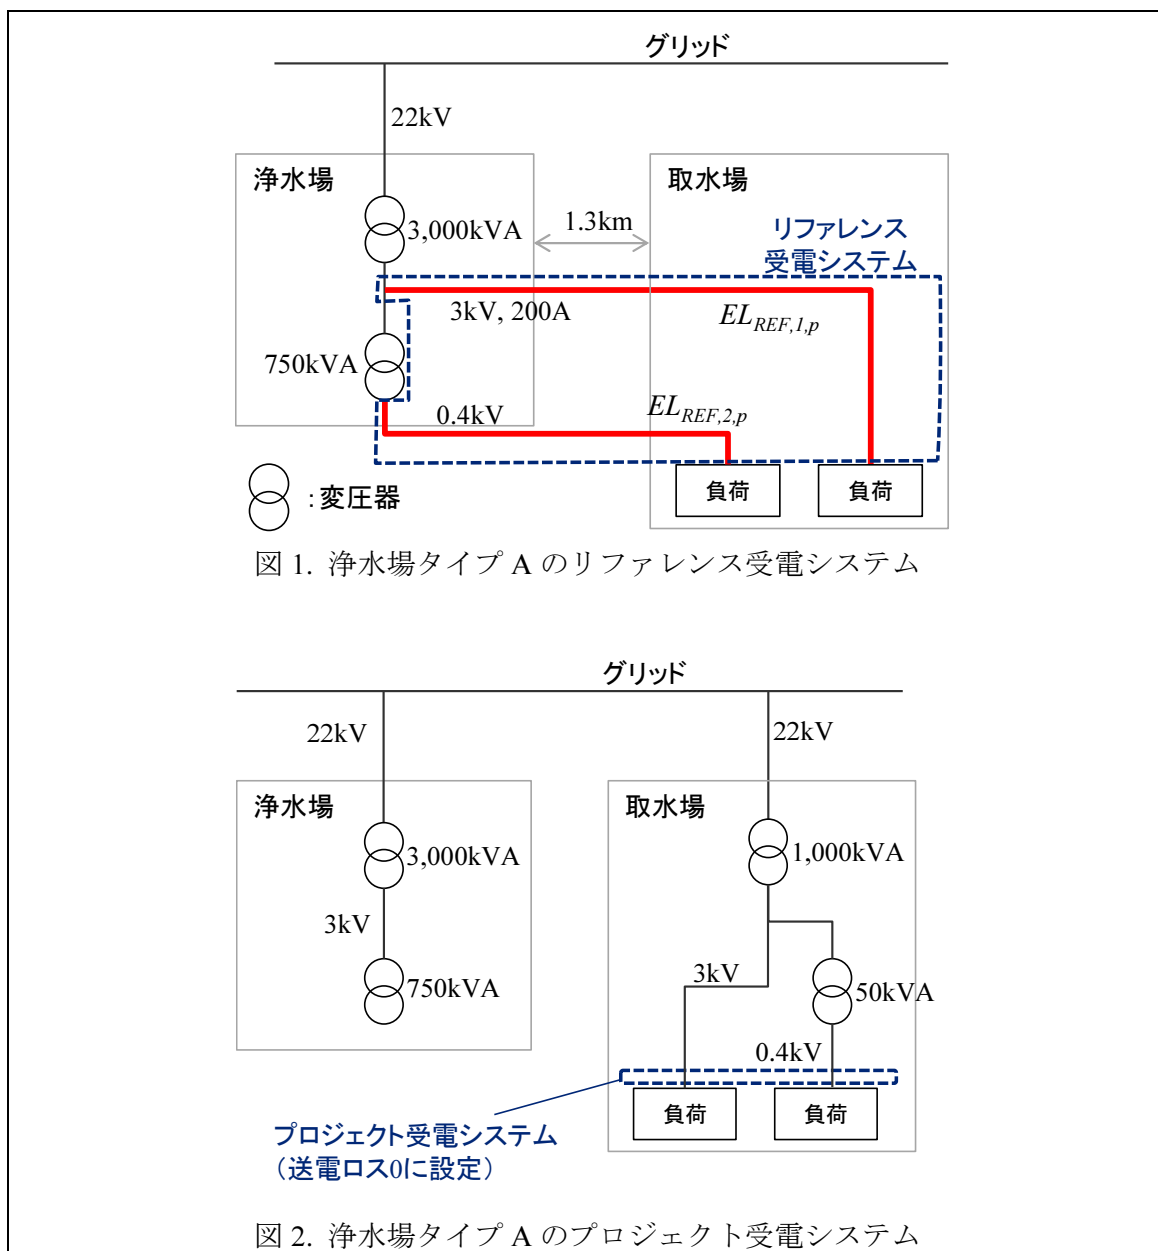 グリッド
22kV
浄水場
取水場
3,000kVA
1.3km
リファレンス
受電システム
3kV, 200A
EL_{REF,1,p}
750kVA
0.4kV
EL_{REF,2,p}
負荷
負荷
:変圧器
図 1. 浄水場タイプ A のリファレンス受電システム
グリッド
22kV
22kV
浄水場
取水場
3,000kVA
1,000kVA
3kV
3kV
750kVA
50kVA
0.4kV
負荷
負荷
プロジェクト受電システム
（送電ロス0に設定）
図 2. 浄水場タイプ A のプロジェクト受電システム